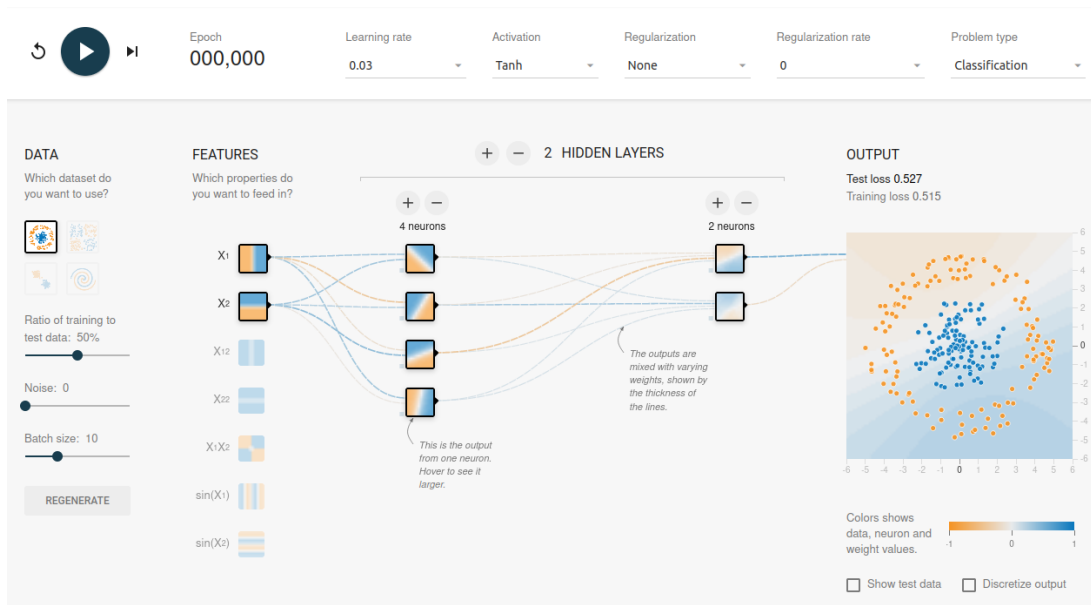 Epoch
000,000
Learning rate
0.03
Activation
Tanh
Regularization
None
Regularization rate
0
Problem type
Classification
DATA
Which dataset do
you want to use?
Ratio of training to
test data: 50%
Noise: 0
Batch size: 10
REGENERATE
FEATURES
Which properties do
you want to feed in?
X1
X2
X12
X22
X1X2
sin(X1)
sin(X2)
2 HIDDEN LAYERS
4 neurons
2 neurons
This is the output
from one neuron.
Hover to see it
larger.
The outputs are
mixed with varying
weights, shown by
the thickness of
the lines.
OUTPUT
Test loss 0.527
Training loss 0.515
6
5
4
3
2
1
0
-1
-2
-3
-4
-5
-6
-6 -5 -4 -3 -2 -1 0 1 2 3 4 5 6
Colors shows
data, neuron and
weight values.
-1 0 1
Show test data
Discretize output